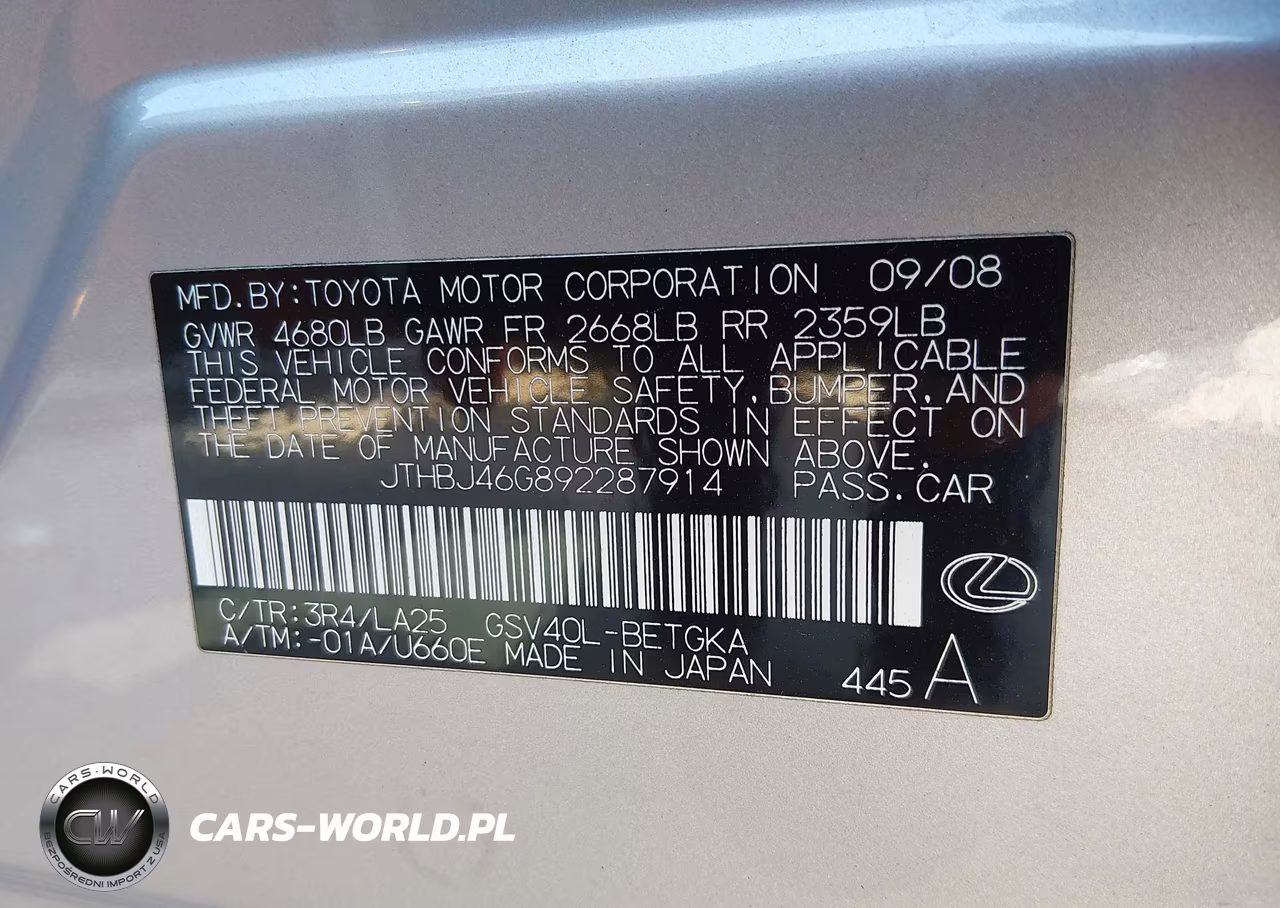 MFD.BY:TOYOTA MOTOR CORPORATION 09/08
GVWR 4680LB GAWR FR 2668LB RR 2359LB
THIS VEHICLE CONFORMS TO ALL APPLICABLE
FEDERAL MOTOR VEHICLE SAFETY,BUMPER,AND
THEFT PREVENTION STANDARDS IN EFFECT ON
THE DATE OF MANUFACTURE SHOWN ABOVE.
JTHBJ46G892287914 PASS.CAR
C/TR:3R4/LA25 GSV40L-BETGKA
A/TM:-01A/U660E MADE IN JAPAN
445 A
CARS-WORLD
CW
BEZPOŚREDNI IMPORT Z USA
CARS-WORLD.PL